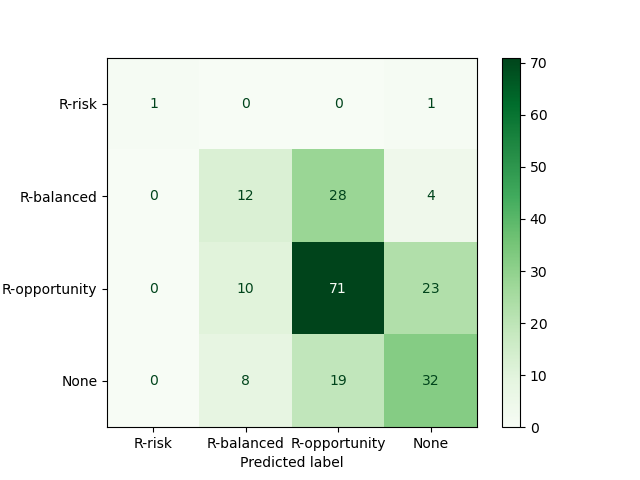 R-risk 1 0 0 1
R-balanced 0 12 28 4
R-opportunity 0 10 71 23
None 0 8 19 32
R-risk R-balanced R-opportunity None
Predicted label
70
60
50
40
30
20
10
0